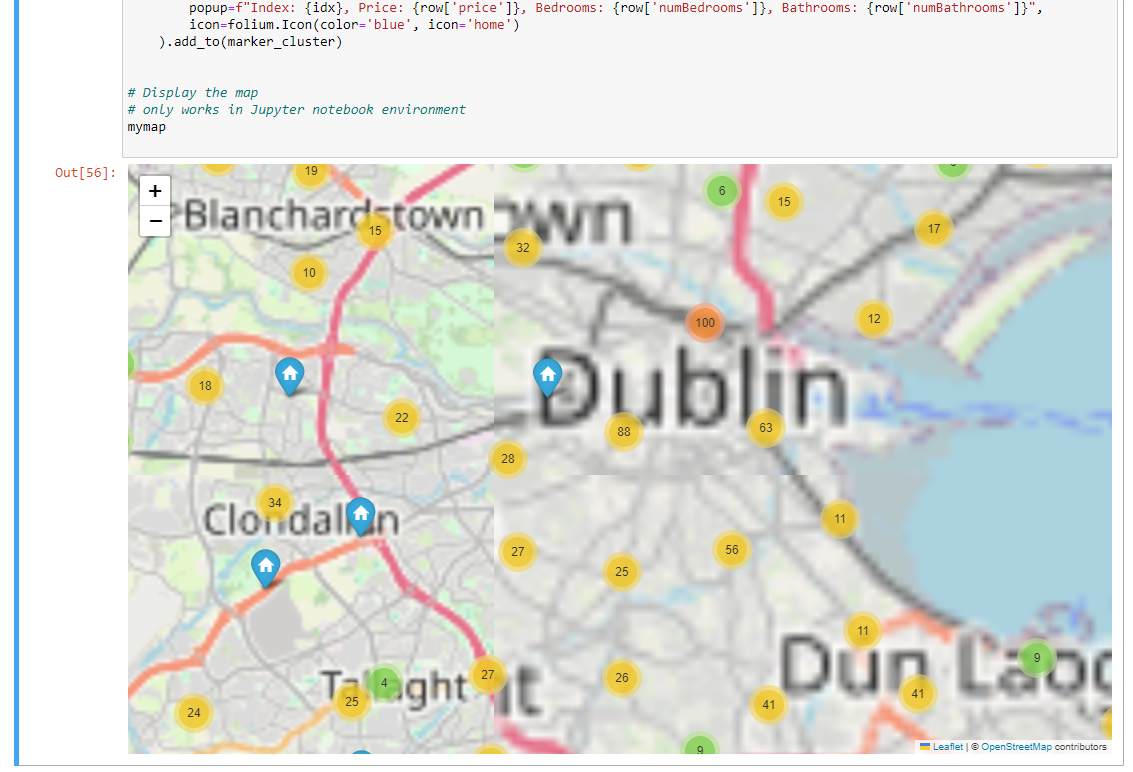 popup=f"Index: {idx}, Price: {row['price']}, Bedrooms: {row['numBedrooms']}, Bathrooms: {row['numBathrooms']}",
icon=folium.Icon(color='blue', icon='home')
).add_to(marker_cluster)
# Display the map
# only works in Jupyter notebook environment
mymap
Out[56]:
+
−
19
6
15
Blanchardstown
wn
15
17
32
10
100
12
18
Dublin
22
88
63
28
34
11
Clondalkin
27
56
25
11
9
Dun Laog
4
27
26
Tallaght
ht
25
41
41
24
9
Leaflet | © OpenStreetMap contributors